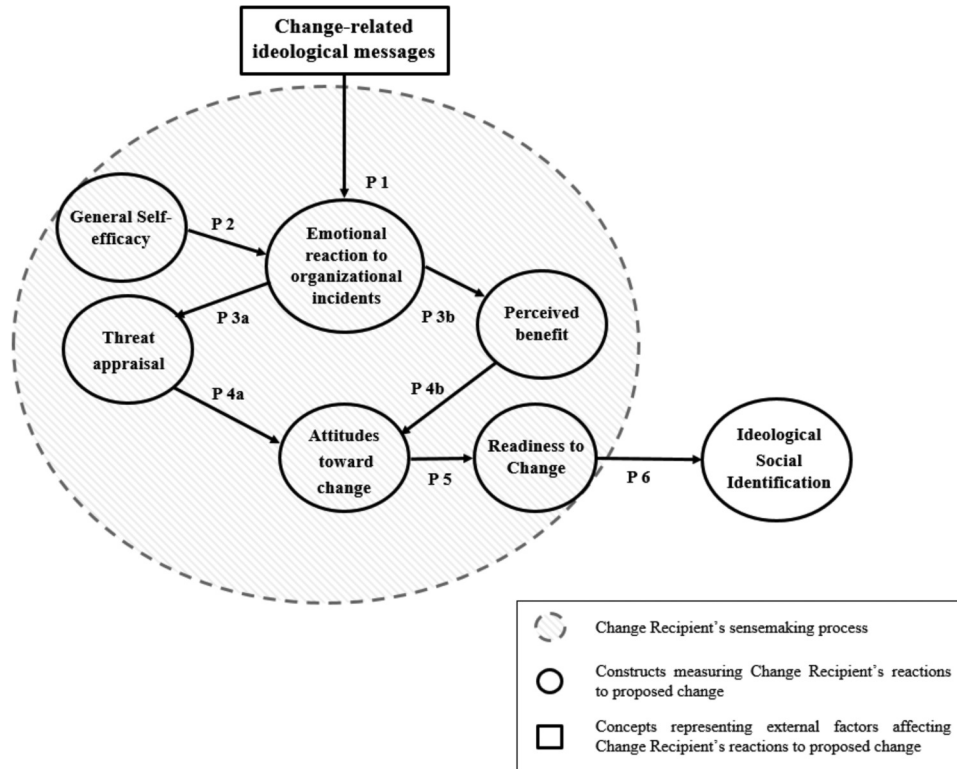 Change-related
ideological messages
P 1
General Self-
efficacy
P 2
Emotional
reaction to
organizational
incidents
P 3a
P 3b
Perceived
benefit
Threat
appraisal
P 4a
P 4b
Attitudes
toward
change
P 5
Readiness to
Change
P 6
Ideological
Social
Identification
Change Recipient's sensemaking process
Constructs measuring Change Recipient's reactions
to proposed change
Concepts representing external factors affecting
Change Recipient's reactions to proposed change